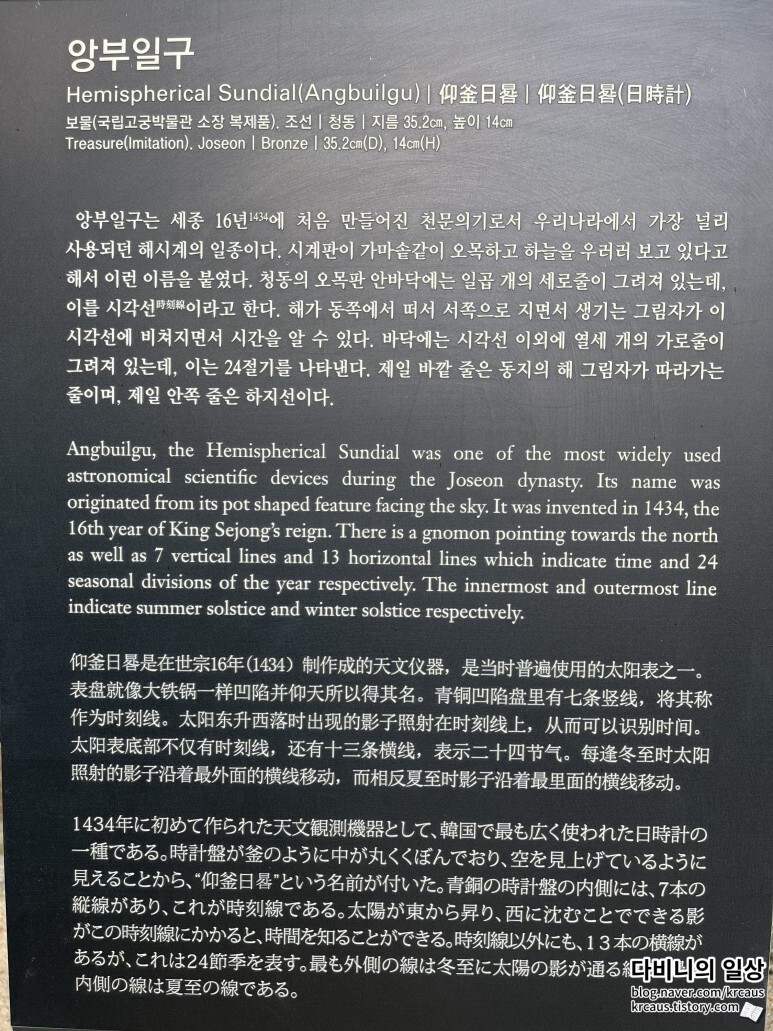 앙부일구
Hemispherical Sundial(Angbuilgu) | 仰釜日晷 | 仰釜日晷(日時計)
보물(국립고궁박물관 소장 복제품). 조선 | 청동 | 지름 35.2㎝, 높이 14㎝
Treasure(Imitation). Joseon | Bronze | 35.2㎝(D), 14㎝(H)
앙부일구는 세종 16년1434에 처음 만들어진 천문의기로서 우리나라에서 가장 널리
사용되던 해시계의 일종이다. 시계판이 가마솥같이 오목하고 하늘을 우러러 보고 있다고
해서 이런 이름을 붙였다. 청동의 오목판 안바닥에는 일곱 개의 세로줄이 그려져 있는데,
이를 시각선時刻線이라고 한다. 해가 동쪽에서 떠서 서쪽으로 지면서 생기는 그림자가 이
시각선에 비쳐지면서 시간을 알 수 있다. 바닥에는 시각선 이외에 열세 개의 가로줄이
그려져 있는데, 이는 24절기를 나타낸다. 제일 바깥 줄은 동지의 해 그림자가 따라가는
줄이며, 제일 안쪽 줄은 하지선이다.
Angbuilgu, the Hemispherical Sundial was one of the most widely used
astronomical scientific devices during the Joseon dynasty. Its name was
originated from its pot shaped feature facing the sky. It was invented in 1434, the
16th year of King Sejong's reign. There is a gnomon pointing towards the north
as well as 7 vertical lines and 13 horizontal lines which indicate time and 24
seasonal divisions of the year respectively. The innermost and outermost line
indicate summer solstice and winter solstice respectively.
仰釜日晷是在世宗16年(1434) 制作成的天文仪器，是当时普遍使用的太阳表之一。
表盘就像大铁锅一样凹陷并仰天所以得其名。青铜凹陷盘里有七条竖线，将其称
作为时刻线。太阳东升西落时出现的影子照射在时刻线上，从而可以识别时间。
太阳表底部不仅有时刻线，还有十三条横线，表示二十四节气。每逢冬至时太阳
照射的影子沿着最外面的横线移动，而相反夏至时影子沿着最里面的横线移动。
1434年に初めて作られた天文観測機器として、韓国で最も広く使われた日時計の
一種である。時計盤が釜のように中が丸くくぼんでおり、空を見上げているように
見えることから、“仰釜日晷”という名前が付いた。青銅の時計盤の内側には、7本の
縦線があり、これが時刻線である。太陽が東から昇り、西に沈むことでできる影
がこの時刻線にかかると、時間を知ることができる。時刻線以外にも、13本の横線が
あるが、これは24節季を表す。最も外側の線は冬至に太陽の影が通る
内側の線は夏至の線である。
다비니의 일상
blog.naver.com/krcaus
krcaus.tistory.com